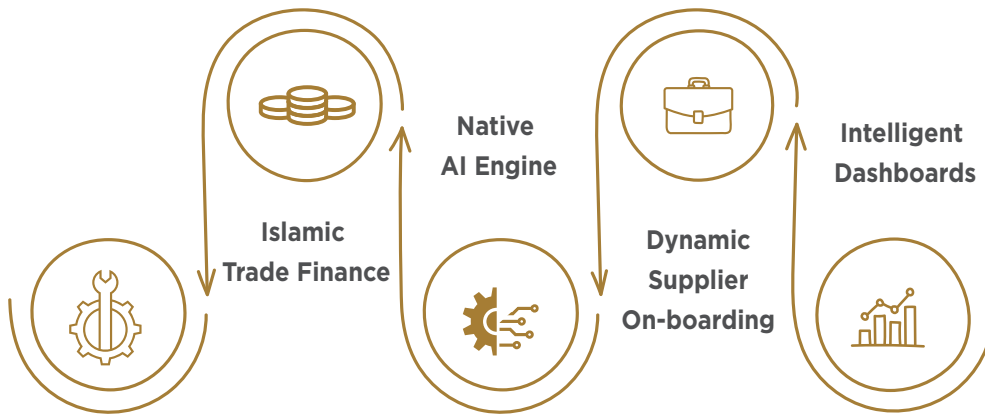 Islamic
Trade Finance
Native
AI Engine
Dynamic
Supplier
On-boarding
Intelligent
Dashboards